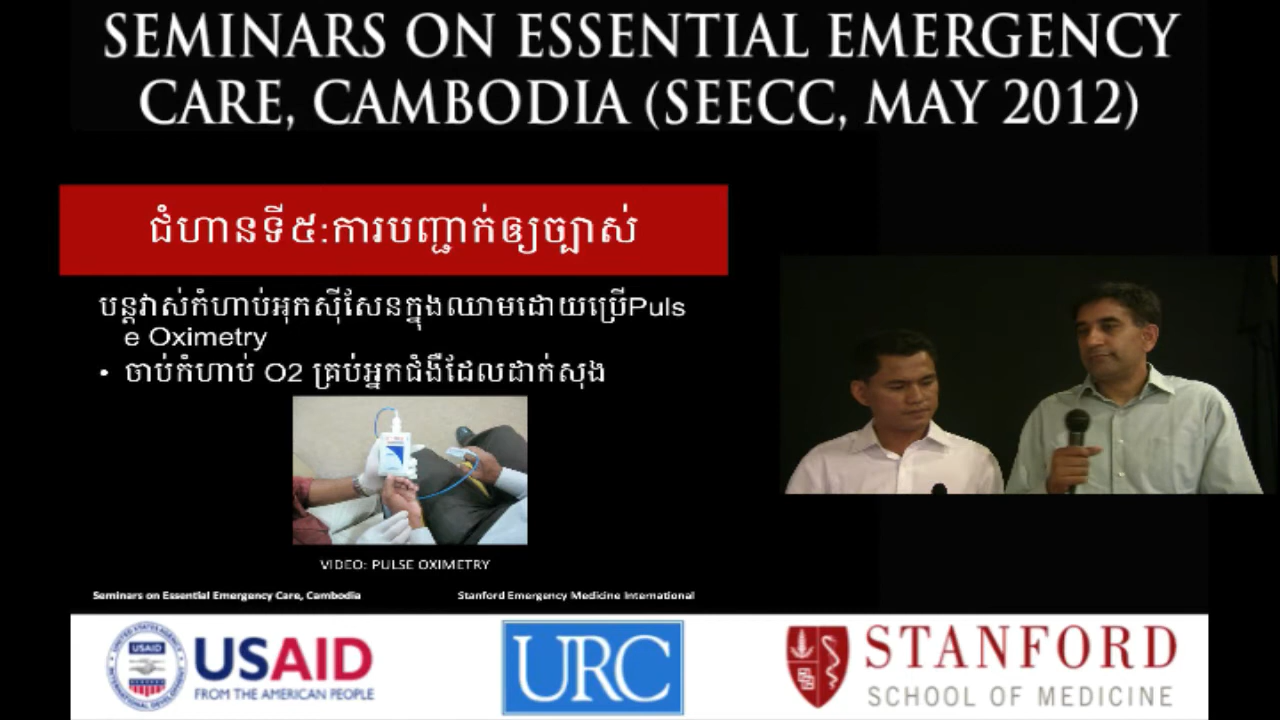 SEMINARS ON ESSENTIAL EMERGENCY
CARE, CAMBODIA (SEECC, MAY 2012)
ជំហានទី៥:ការបញ្ជាក់ឲ្យច្បាស់
បន្តវាស់កំហាប់អុកស៊ីសែនក្នុងឈាមដោយប្រើPuls
e Oximetry
• ចាប់កំហាប់ O2 គ្រប់អ្នកជំងឺដែលដាក់សុង
VIDEO: PULSE OXIMETRY
Seminars on Essential Emergency Care, Cambodia
Stanford Emergency Medicine International
USAID
USAID
FROM THE AMERICAN PEOPLE
URC
STANFORD
SCHOOL OF MEDICINE